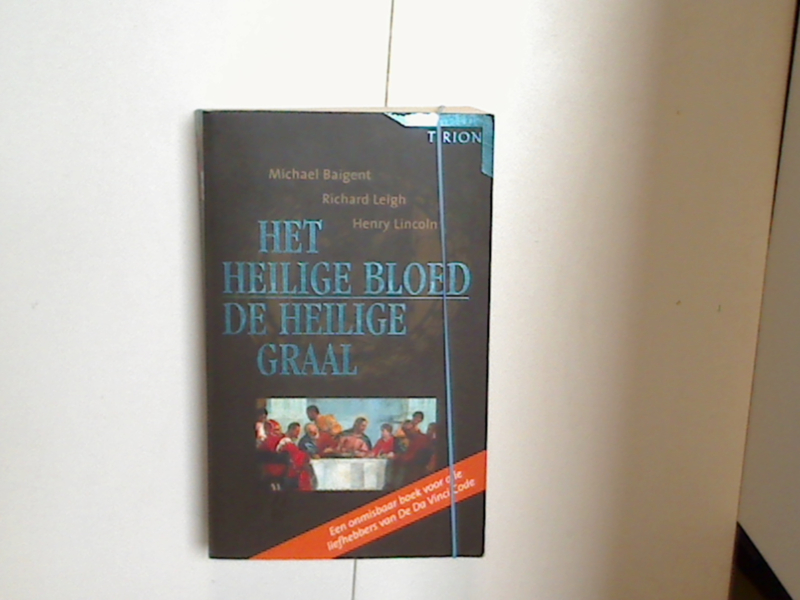 TIRION
Michael Baigent
Richard Leigh
Henry Lincoln
HET
HEILIGE BLOED
DE HEILIGE
GRAAL
Een onmisbaar boek voor alle
liefhebbers van De Da Vinci Code